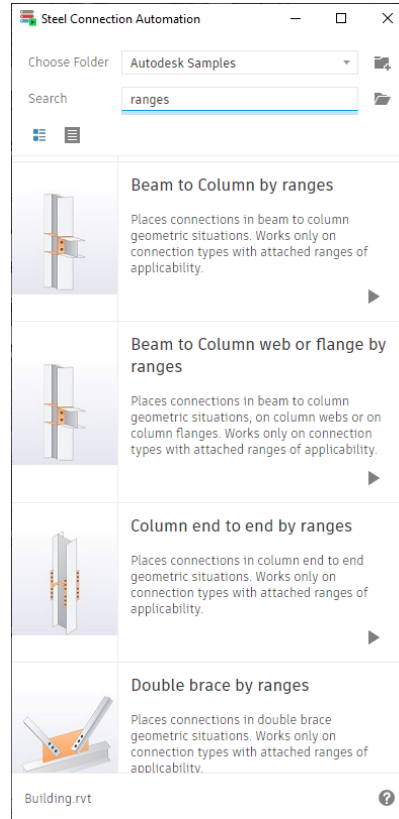 Steel Connection Automation
Choose Folder Autodesk Samples
Search ranges
Beam to Column by ranges
Places connections in beam to column
geometric situations. Works only on
connection types with attached ranges of
applicability.
Beam to Column web or flange by
ranges
Places connections in beam to column
geometric situations, on column webs or on
column flanges. Works only on connection
types with attached ranges of applicability.
Column end to end by ranges
Places connections in column end to end
geometric situations. Works only on
connection types with attached ranges of
applicability.
Double brace by ranges
Places connections in double brace
geometric situations. Works only on
connection types with attached ranges of
applicability.
Building.rvt